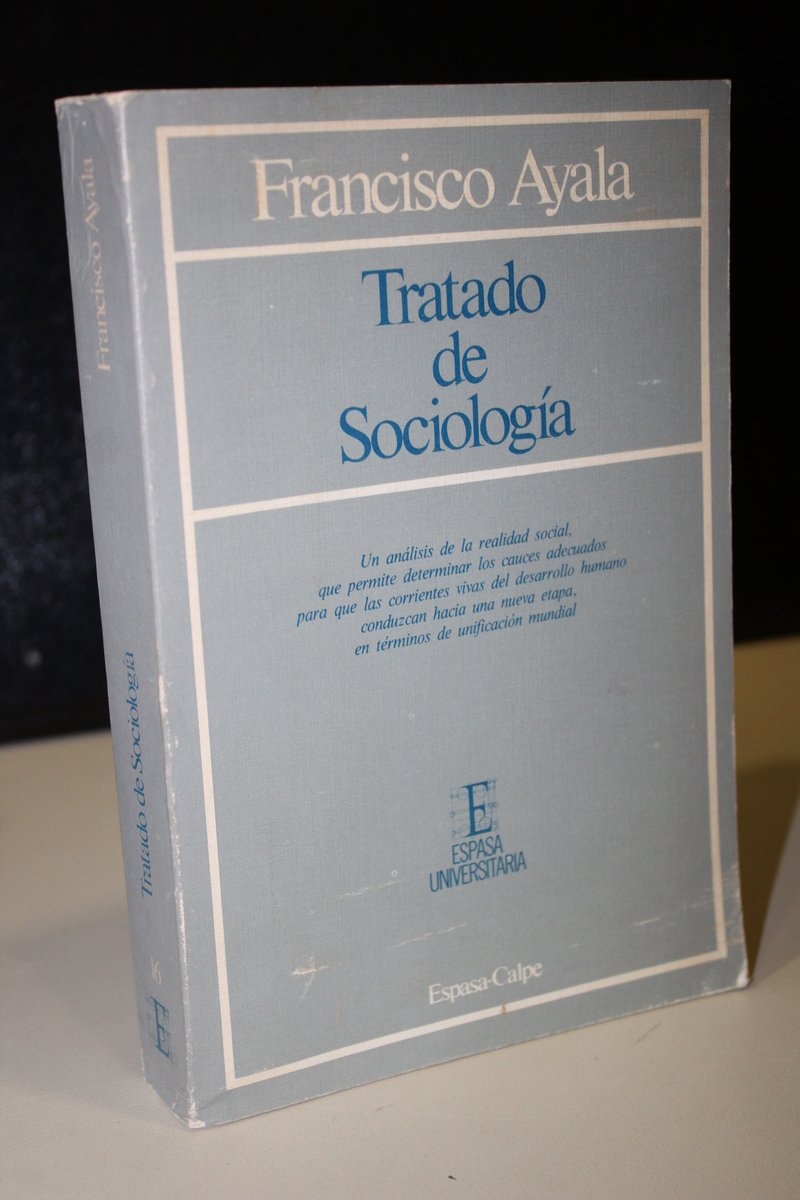 Francisco Ayala
Tratado
de
Sociología
Un análisis de la realidad social,
que permite determinar los cauces adecuados
para que las corrientes vivas del desarrollo humano
conduzcan hacia una nueva etapa,
en términos de unificación mundial
E
ESPASA
UNIVERSITARIA
Espasa-Calpe
Francisco Ayala
Tratado de Sociología
16
E